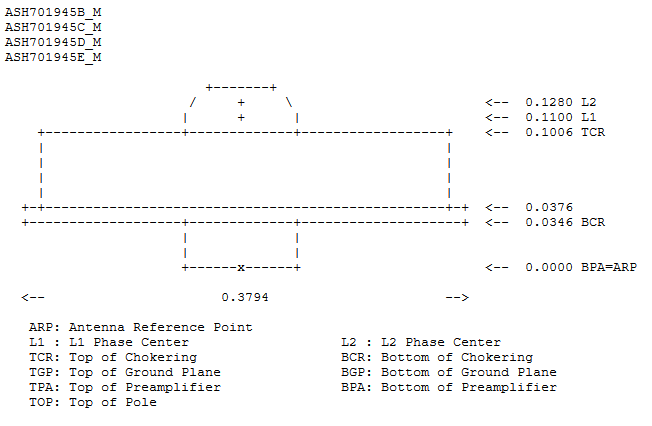 ASH701945B_M
ASH701945C_M
ASH701945D_M
ASH701945E_M
+-------+
/ + \ <-- 0.1280 L2
| + | <-- 0.1100 L1
+-----------------+-------------+------------------+ <-- 0.1006 TCR
| |
| |
| |
| |
+-+--------------------------------------------------+-+ <-- 0.0376
+-------------------+-------------+--------------------+ <-- 0.0346 BCR
| |
| |
+------x------+ <-- 0.0000 BPA=ARP
<-- 0.3794 -->
ARP: Antenna Reference Point
L1 : L1 Phase Center L2 : L2 Phase Center
TCR: Top of Chokering BCR: Bottom of Chokering
TGP: Top of Ground Plane BGP: Bottom of Ground Plane
TPA: Top of Preamplifier BPA: Bottom of Preamplifier
TOP: Top of Pole